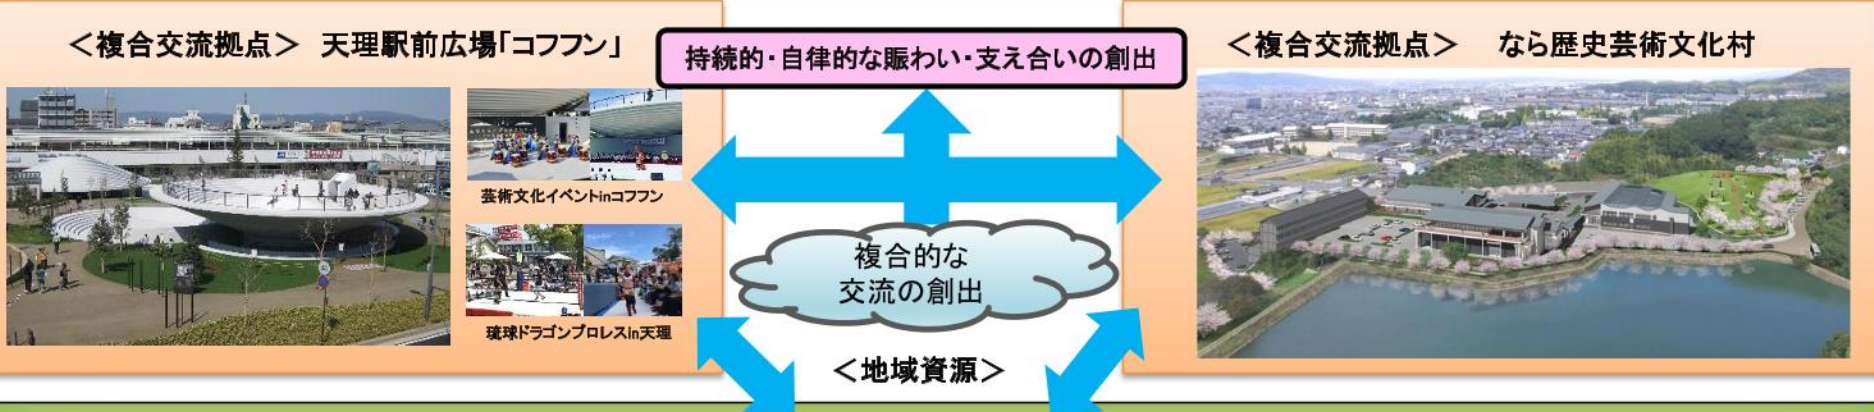 ＜複合交流拠点＞ 天理駅前広場｢コフフン｣
持続的･自律的な賑わい･支え合いの創出
＜複合交流拠点＞ なら歴史芸術文化村
芸術文化イベントinコフフン
琉球ドラゴンプロレスin天理
複合的な
交流の創出
＜地域資源＞